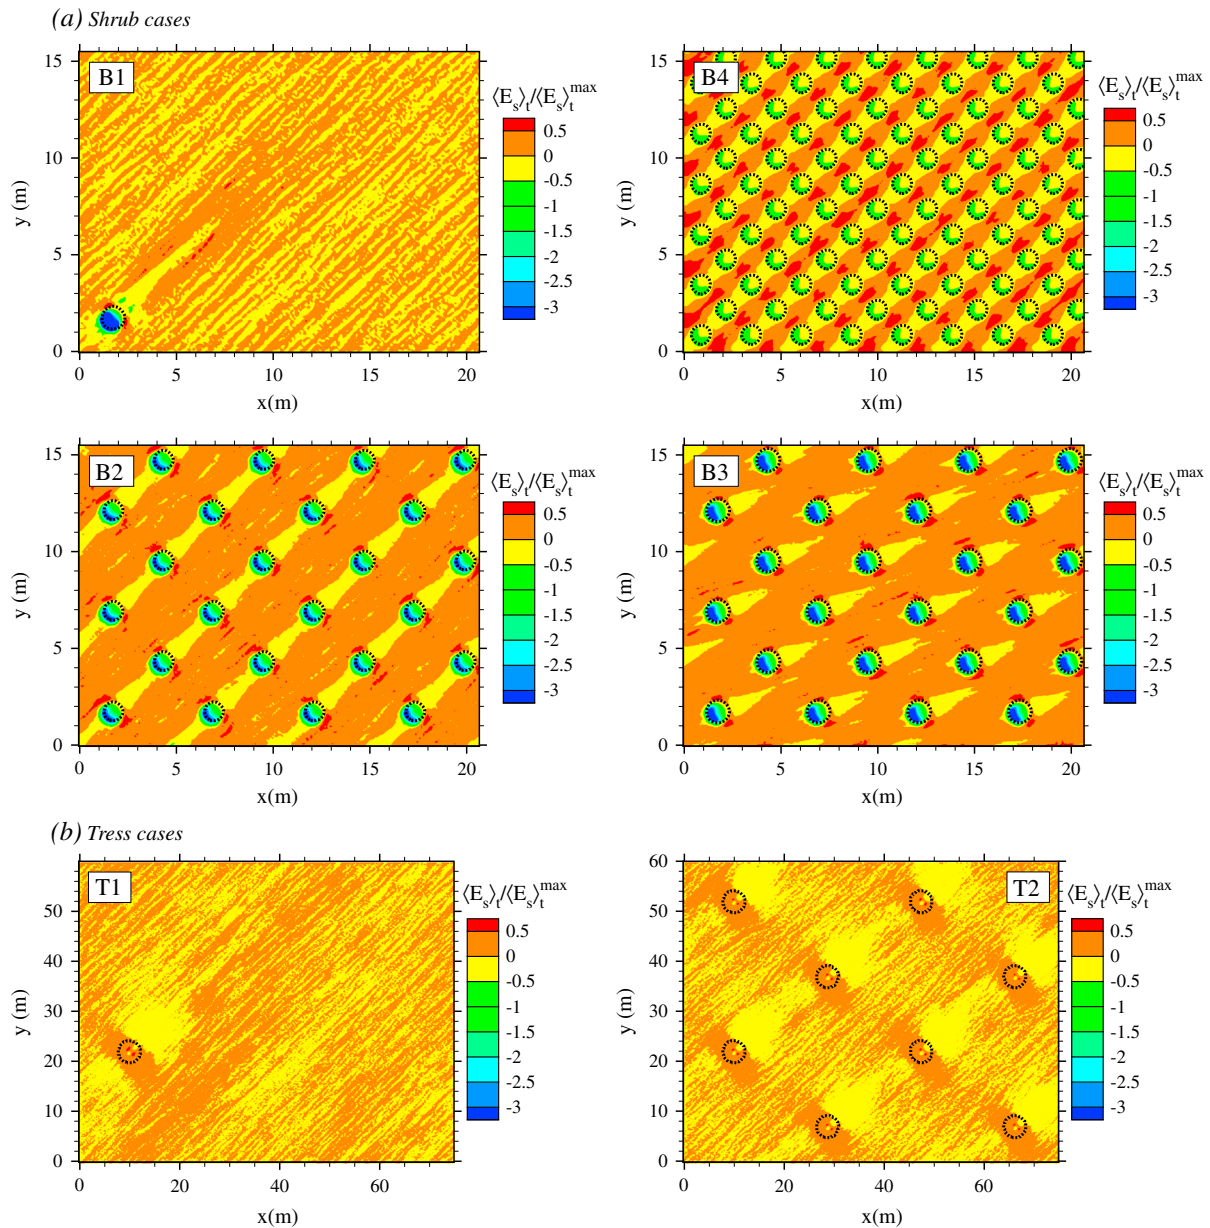 (a) Shrub cases
B1
⟨E_s⟩_t/⟨E_s⟩_t^max
0.5
0
-0.5
-1
-1.5
-2
-2.5
-3
15
10
5
0
y (m)
0 5 10 15 20
x(m)
B4
⟨E_s⟩_t/⟨E_s⟩_t^max
0.5
0
-0.5
-1
-1.5
-2
-2.5
-3
15
10
5
0
y (m)
0 5 10 15 20
x(m)
B2
⟨E_s⟩_t/⟨E_s⟩_t^max
0.5
0
-0.5
-1
-1.5
-2
-2.5
-3
15
10
5
0
y (m)
0 5 10 15 20
x(m)
B3
⟨E_s⟩_t/⟨E_s⟩_t^max
0.5
0
-0.5
-1
-1.5
-2
-2.5
-3
15
10
5
0
y (m)
0 5 10 15 20
x(m)
(b) Tress cases
T1
⟨E_s⟩_t/⟨E_s⟩_t^max
0.5
0
-0.5
-1
-1.5
-2
-2.5
-3
50
40
30
20
10
0
y (m)
0 20 40 60
x(m)
T2
⟨E_s⟩_t/⟨E_s⟩_t^max
0.5
0
-0.5
-1
-1.5
-2
-2.5
-3
60
50
40
30
20
10
0
y (m)
0 20 40 60
x(m)